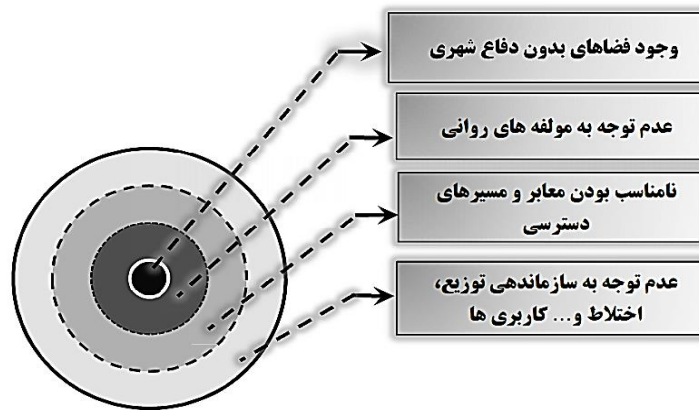 وجود فضاهای بدون دفاع شهری
عدم توجه به مولفه های روانی
نامناسب بودن معابر و مسیرهای
دسترسی
عدم توجه به سازماندهی توزیع،
اختلاط و... کاربری ها